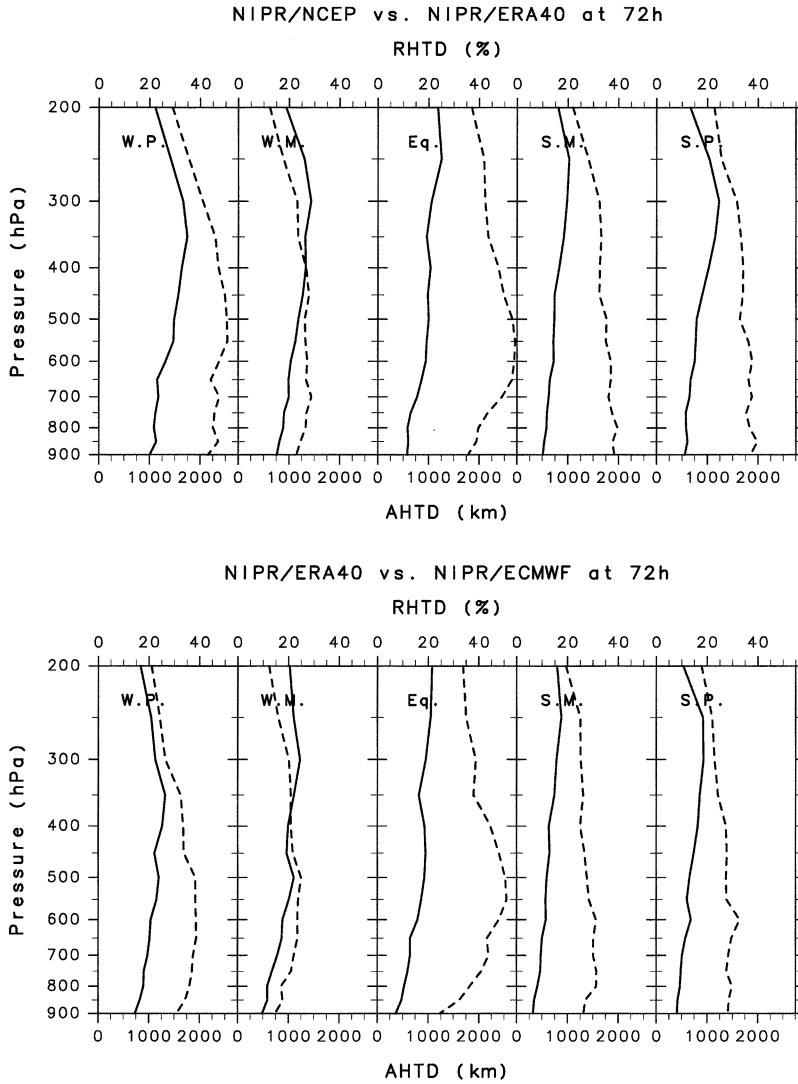 NIPR/NCEP vs. NIPR/ERA40 at 72h
RHTD (%)
0 20 40 0 20 40 0 20 40 0 20 40 0 20 40
200
W.P. W.M. Eq. S.M. S.P.
300
400
500
600
700
800
900
Pressure (hPa)
0 1000 2000 0 1000 2000 0 1000 2000 0 1000 2000 0 1000 2000
AHTD (km)
NIPR/ERA40 vs. NIPR/ECMWF at 72h
RHTD (%)
0 20 40 0 20 40 0 20 40 0 20 40 0 20 40
200
W.P. W.M. Eq. S.M. S.P.
300
400
500
600
700
800
900
Pressure (hPa)
0 1000 2000 0 1000 2000 0 1000 2000 0 1000 2000 0 1000 2000
AHTD (km)